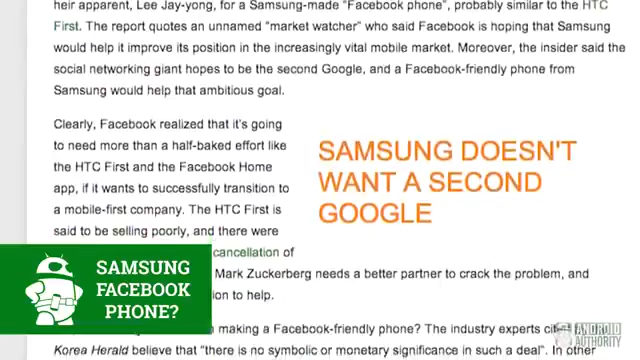 heir apparent, Lee Jay-yong, for a Samsung-made "Facebook phone", probably similar to the HTC
First. The report quotes an unnamed "market watcher" who said Facebook is hoping that Samsung
would help it improve its position in the increasingly vital mobile market. Moreover, the insider said the
social networking giant hopes to be the second Google, and a Facebook-friendly phone from
Samsung would help that ambitious goal.
Clearly, Facebook realized that it's going
to need more than a half-baked effort like
the HTC First and the Facebook Home
app, if it wants to successfully transition to
a mobile-first company. The HTC First is
said to be selling poorly, and there were
cancellation of
Mark Zuckerberg needs a better partner to crack the problem, and
to help.
SAMSUNG DOESN'T
WANT A SECOND
GOOGLE
making a Facebook-friendly phone? The industry experts
Korea Herald believe that "there is no symbolic or monetary significance in such a deal". In other
SAMSUNG
FACEBOOK
PHONE?
ANDROID
AUTHORITY